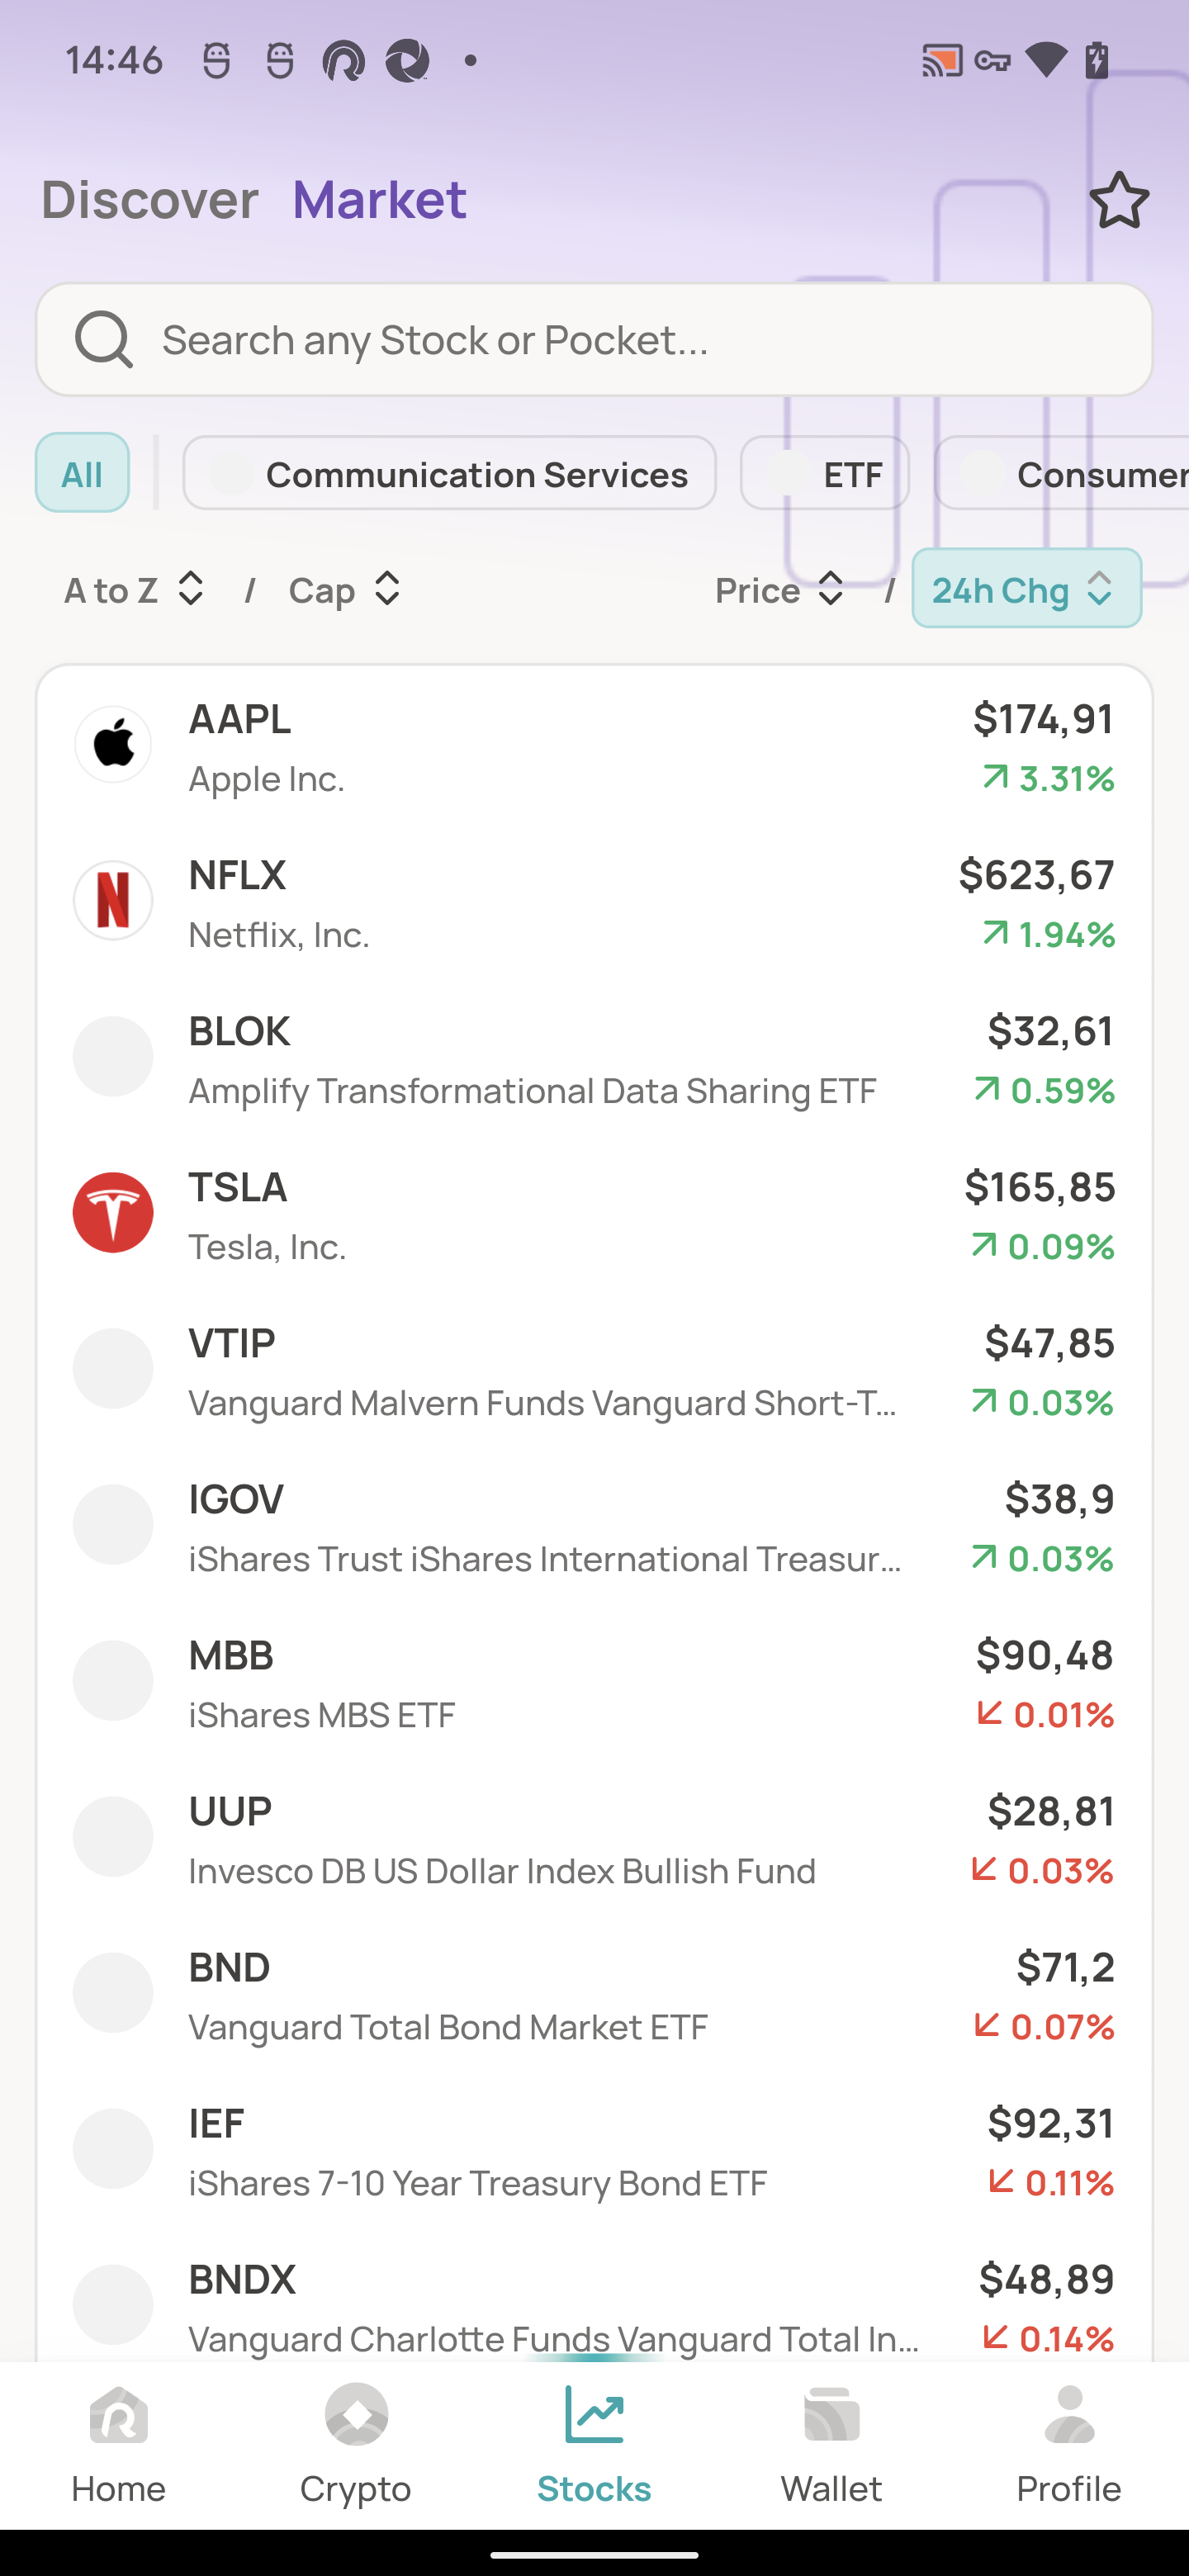 14:46
Discover Market
Search any Stock or Pocket...
All Communication Services ETF Consumer
A to Z / Cap Price / 24h Chg
AAPL $174,91
Apple Inc. 3.31%
NFLX $623,67
Netflix, Inc. 1.94%
BLOK $32,61
Amplify Transformational Data Sharing ETF 0.59%
TSLA $165,85
Tesla, Inc. 0.09%
VTIP $47,85
Vanguard Malvern Funds Vanguard Short-T... 0.03%
IGOV $38,9
iShares Trust iShares International Treasur... 0.03%
MBB $90,48
iShares MBS ETF 0.01%
UUP $28,81
Invesco DB US Dollar Index Bullish Fund 0.03%
BND $71,2
Vanguard Total Bond Market ETF 0.07%
IEF $92,31
iShares 7-10 Year Treasury Bond ETF 0.11%
BNDX $48,89
Vanguard Charlotte Funds Vanguard Total In... 0.14%
Home Crypto Stocks Wallet Profile